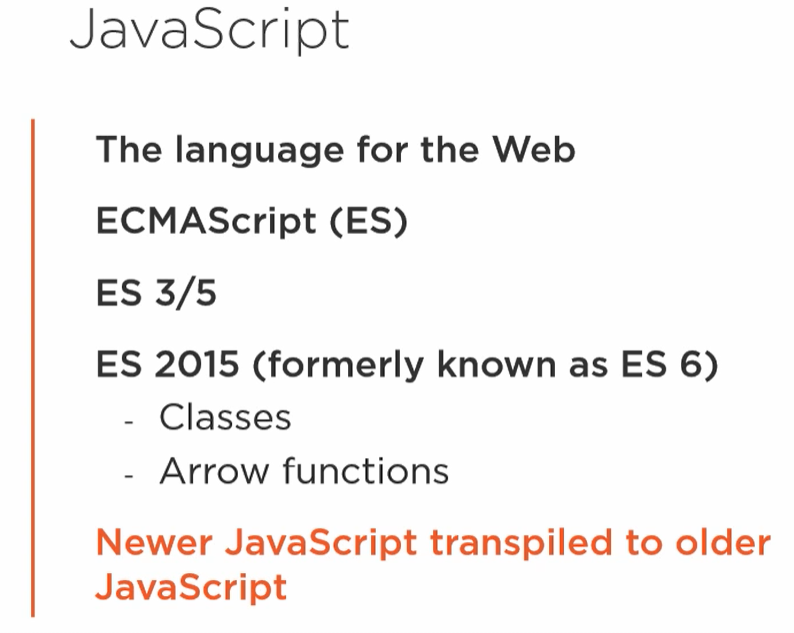 JavaScript
The language for the Web
ECMAScript (ES)
ES 3/5
ES 2015 (formerly known as ES 6)
- Classes
- Arrow functions
Newer JavaScript transpiled to older
JavaScript